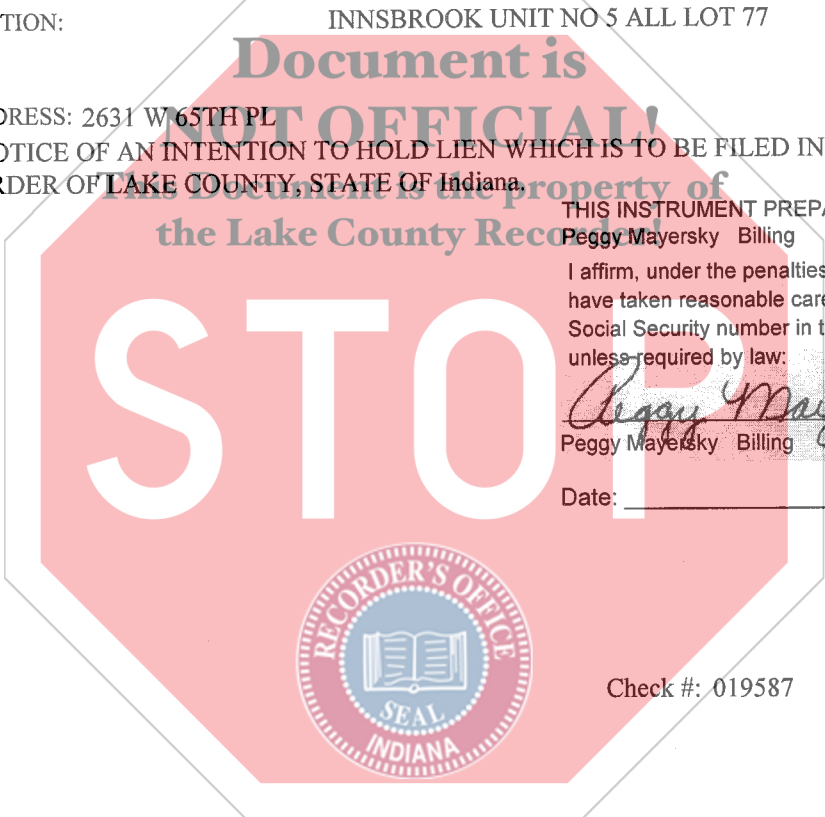 TION: INNSBROOK UNIT NO 5 ALL LOT 77
Document is
NOT OFFICIAL!
DRESS: 2631 W 65TH PL
OTICE OF AN INTENTION TO HOLD LIEN WHICH IS TO BE FILED IN
RDER OF LAKE COUNTY, STATE OF Indiana.
This Document is the property of
the Lake County Recorder!
THIS INSTRUMENT PREPA
Peggy Mayersky Billing
I affirm, under the penalties
have taken reasonable care
Social Security number in t
unless required by law:
Peggy May
Peggy Mayersky Billing
Date:
STOP
RECORDER'S OFFICE
SEAL
INDIANA
Check #: 019587